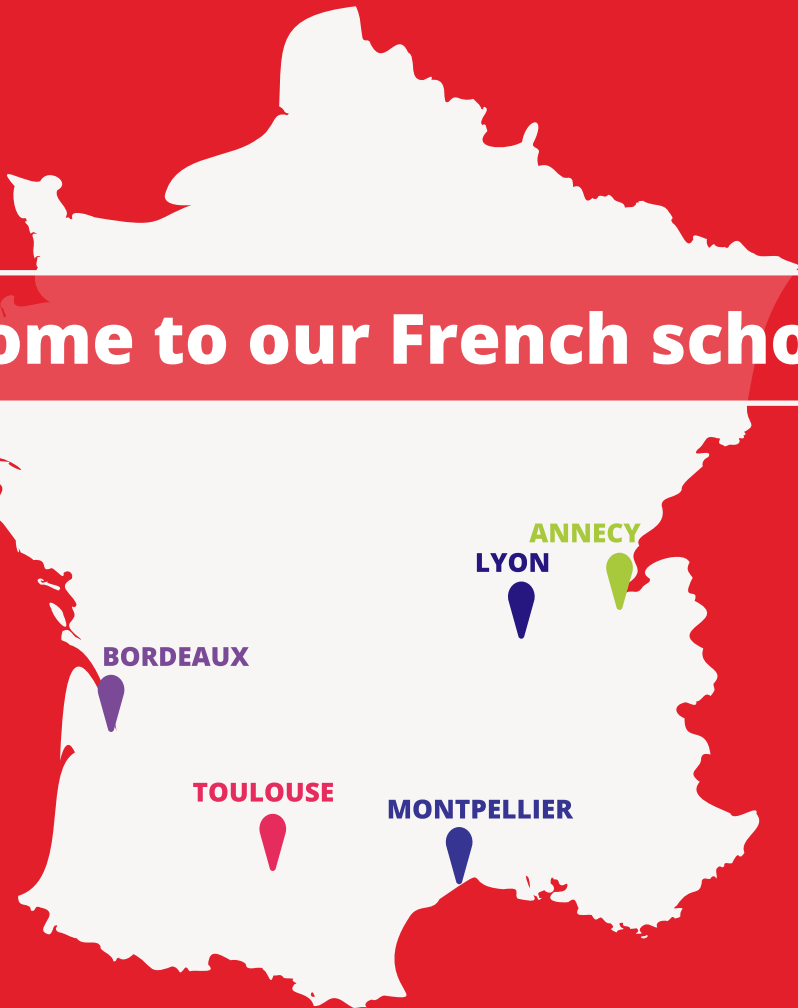 ome to our French scho
ANNECY
LYON
BORDEAUX
TOULOUSE
MONTPELLIER